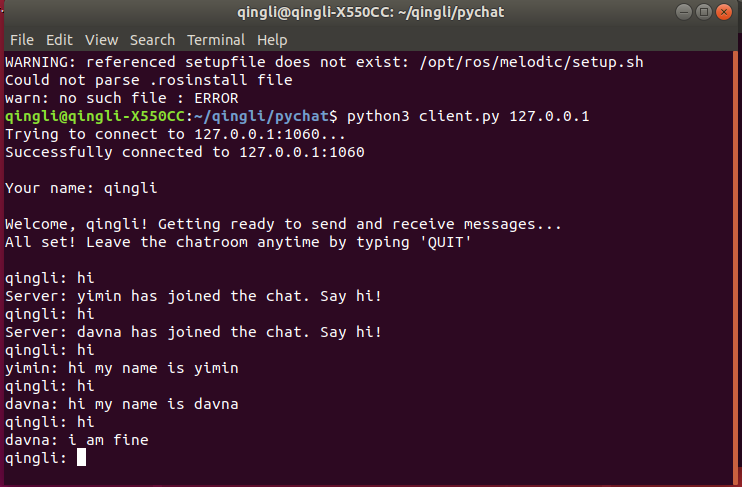 qingli@qingli-X550CC: ~/qingli/pychat
File Edit View Search Terminal Help
WARNING: referenced setupfile does not exist: /opt/ros/melodic/setup.sh
Could not parse .rosinstall file
warn: no such file : ERROR
qingli@qingli-X550CC:~/qingli/pychat$ python3 client.py 127.0.0.1
Trying to connect to 127.0.0.1:1060...
Successfully connected to 127.0.0.1:1060
Your name: qingli
Welcome, qingli! Getting ready to send and receive messages...
All set! Leave the chatroom anytime by typing 'QUIT'
qingli: hi
Server: yimin has joined the chat. Say hi!
qingli: hi
Server: davna has joined the chat. Say hi!
qingli: hi
yimin: hi my name is yimin
qingli: hi
davna: hi my name is davna
qingli: hi
davna: i am fine
qingli: